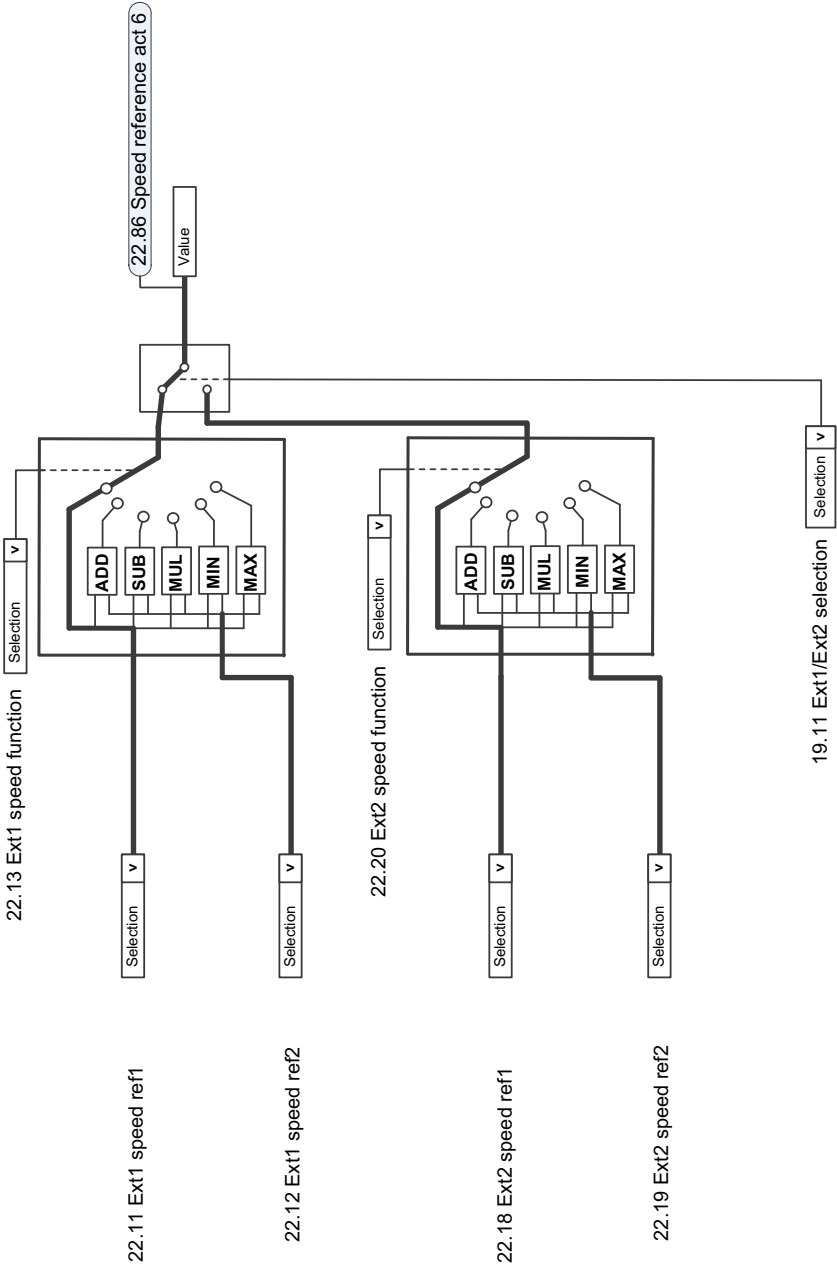 22.86 Speed reference act 6
Value
22.13 Ext1 speed function
Selection v
22.11 Ext1 speed ref1
Selection v
22.12 Ext1 speed ref2
Selection v
ADD
SUB
MUL
MIN
MAX
22.20 Ext2 speed function
Selection v
22.18 Ext2 speed ref1
Selection v
22.19 Ext2 speed ref2
Selection v
ADD
SUB
MUL
MIN
MAX
19.11 Ext1/Ext2 selection
Selection v